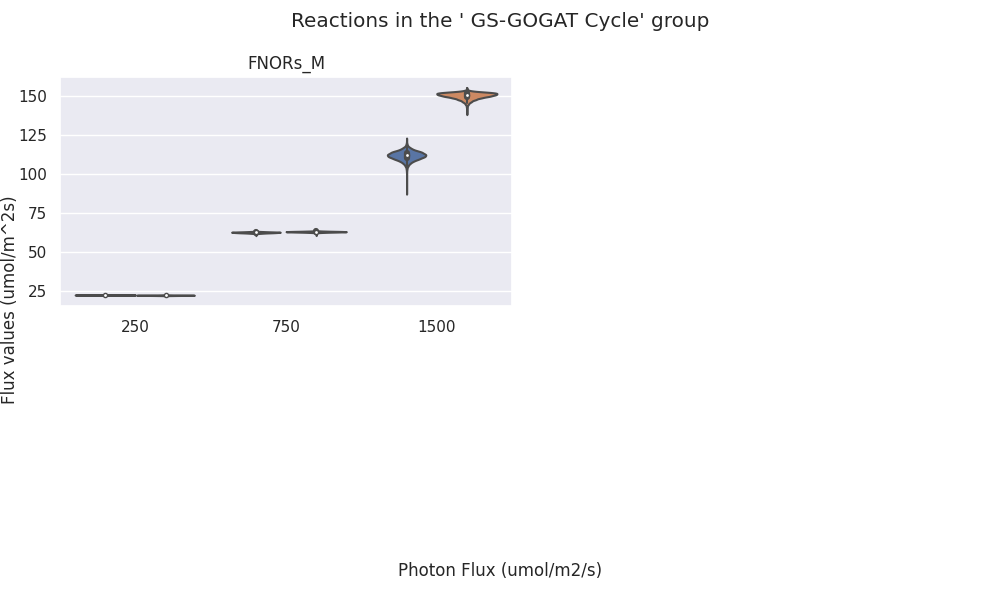 Reactions in the ' GS-GOGAT Cycle' group
FNORs_M
150
125
100
75
50
25
250 750 1500
Flux values (umol/m^2s)
Photon Flux (umol/m2/s)